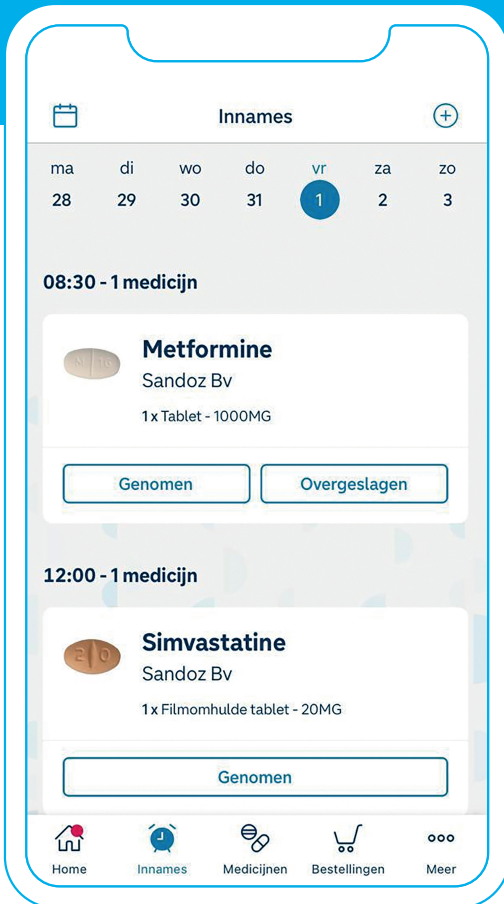 Innames
ma di wo do vr za zo
28 29 30 31 1 2 3
08:30 - 1 medicijn
Metformine
Sandoz Bv
1 x Tablet - 1000MG
Genomen Overgeslagen
12:00 - 1 medicijn
Simvastatine
Sandoz Bv
1 x Filmomhulde tablet - 20MG
2 0
Genomen
Home Innames Medicijnen Bestellingen Meer